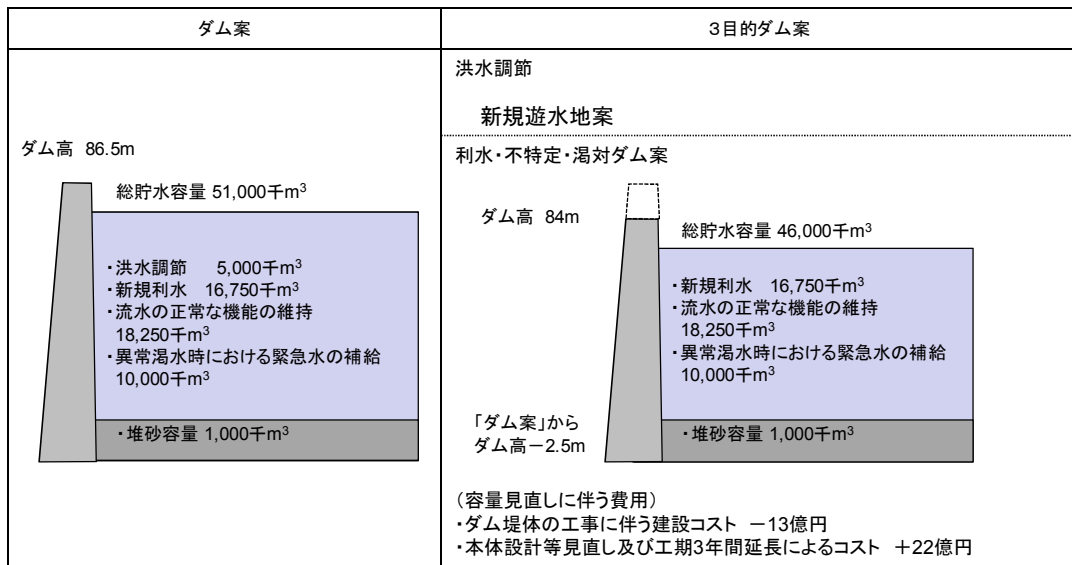 ダム案
3目的ダム案
ダム高 86.5m
総貯水容量 51,000千m³
・洪水調節 5,000千m³
・新規利水 16,750千m³
・流水の正常な機能の維持
18,250千m³
・異常渇水時における緊急水の補給
10,000千m³
・堆砂容量 1,000千m³
洪水調節
新規遊水地案
利水・不特定・渇対ダム案
ダム高 84m
総貯水容量 46,000千m³
・新規利水 16,750千m³
・流水の正常な機能の維持
18,250千m³
・異常渇水時における緊急水の補給
10,000千m³
「ダム案」から
ダム高－2.5m
・堆砂容量 1,000千m³
（容量見直しに伴う費用）
・ダム堤体の工事に伴う建設コスト －13億円
・本体設計等見直し及び工期3年間延長によるコスト ＋22億円